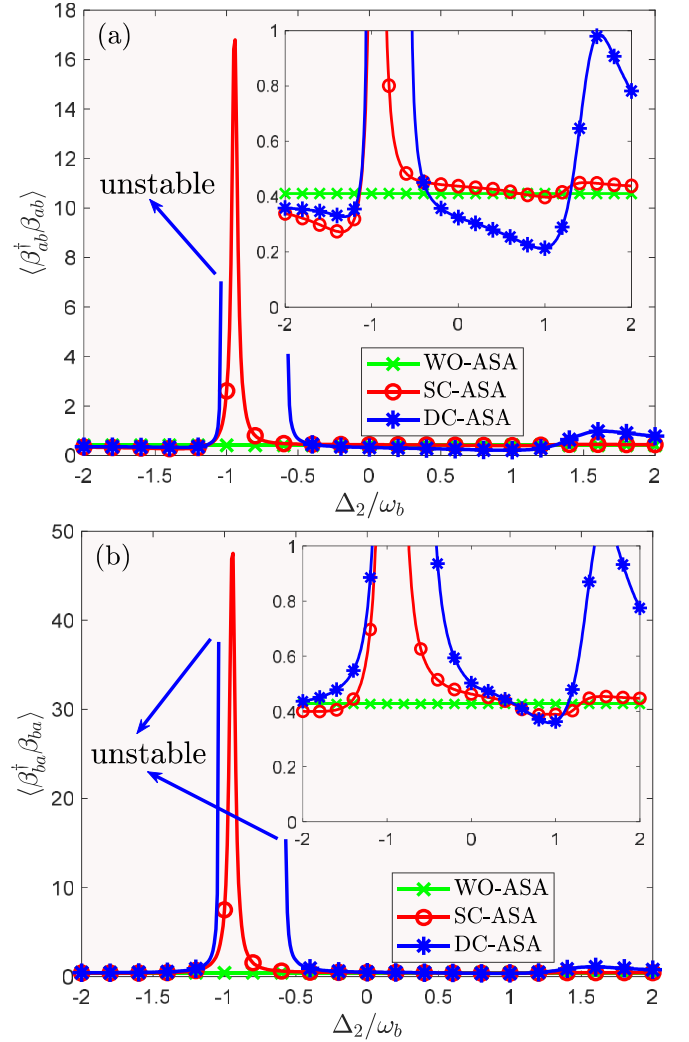 (a)
18
16
14
12
10
8
6
4
2
0
⟨β†ab βab⟩
unstable
1
0.8
0.6
0.4
0.2
0
-2 -1 0 1 2
WO-ASA
SC-ASA
DC-ASA
-2 -1.5 -1 -0.5 0 0.5 1 1.5 2
Δ2/ωb
(b)
50
40
30
20
10
0
⟨β†ba βba⟩
unstable
1
0.8
0.6
0.4
0.2
0
-2 -1 0 1 2
WO-ASA
SC-ASA
DC-ASA
-2 -1.5 -1 -0.5 0 0.5 1 1.5 2
Δ2/ωb